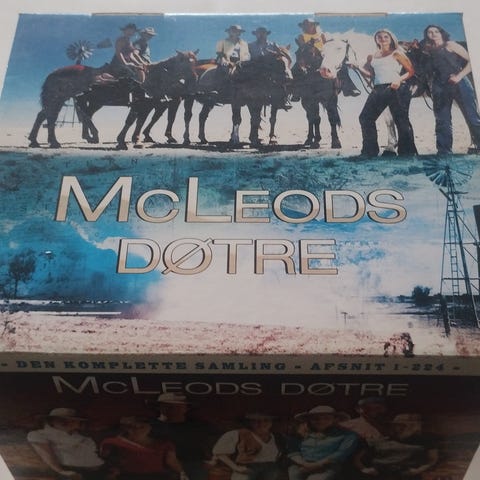 McLeods
Døtre
- DEN KOMPLETTE SAMLING - AFSNIT 1-224 -
McLeods Døtre